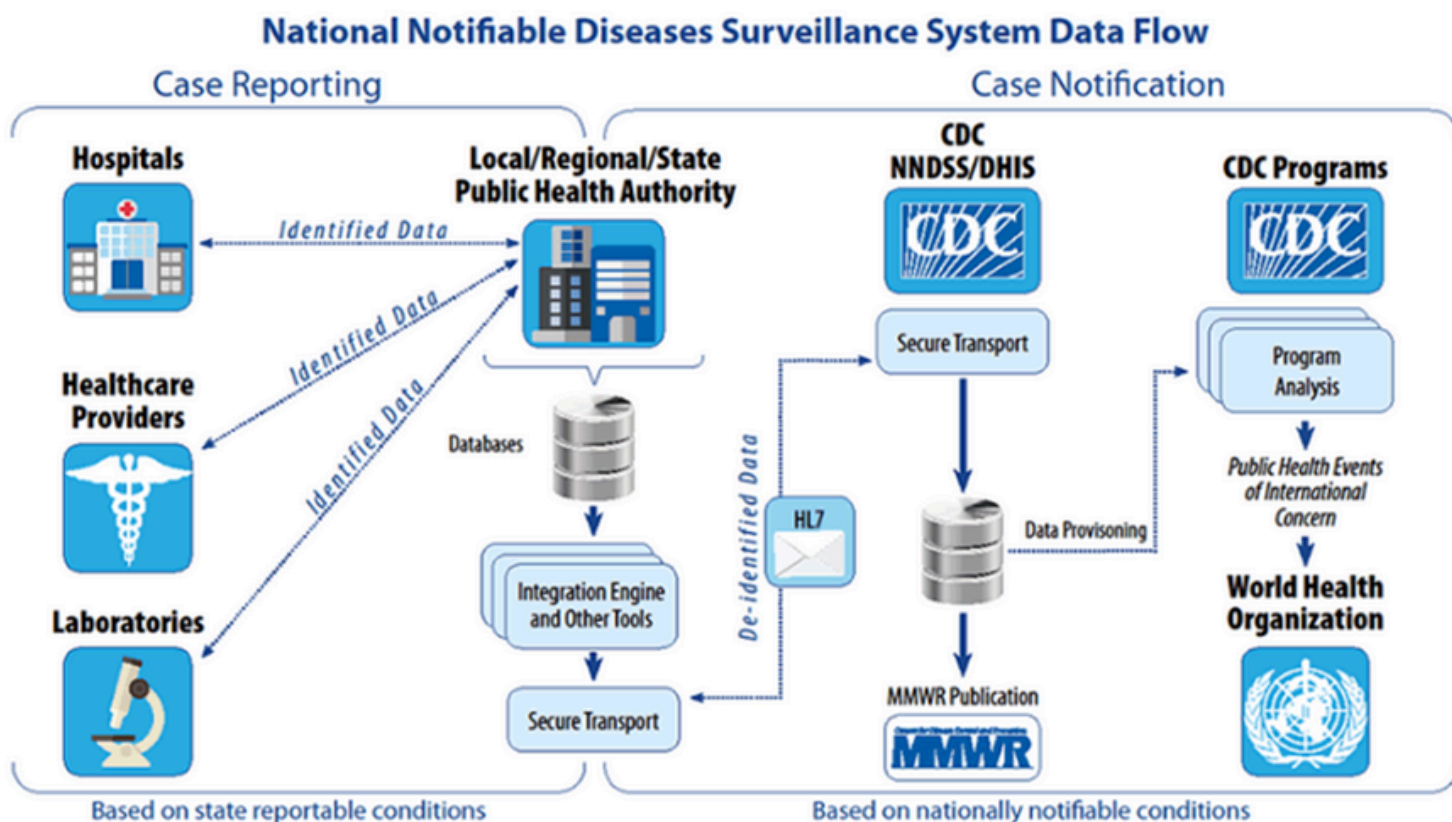 National Notifiable Diseases Surveillance System Data Flow
Case Reporting
Case Notification
Hospitals
Local/Regional/State
Public Health Authority
CDC
NNDSS/DHIS
CDC Programs
Identified Data
CDC
CDC
Identified Data
Secure Transport
Program
Analysis
Healthcare
Providers
Identified Data
Databases
De-identified Data
Public Health Events
of International
Concern
HL7
Data Provisoning
Integration Engine
and Other Tools
World Health
Organization
Laboratories
Secure Transport
MMWR Publication
MMWR
Based on state reportable conditions
Based on nationally notifiable conditions